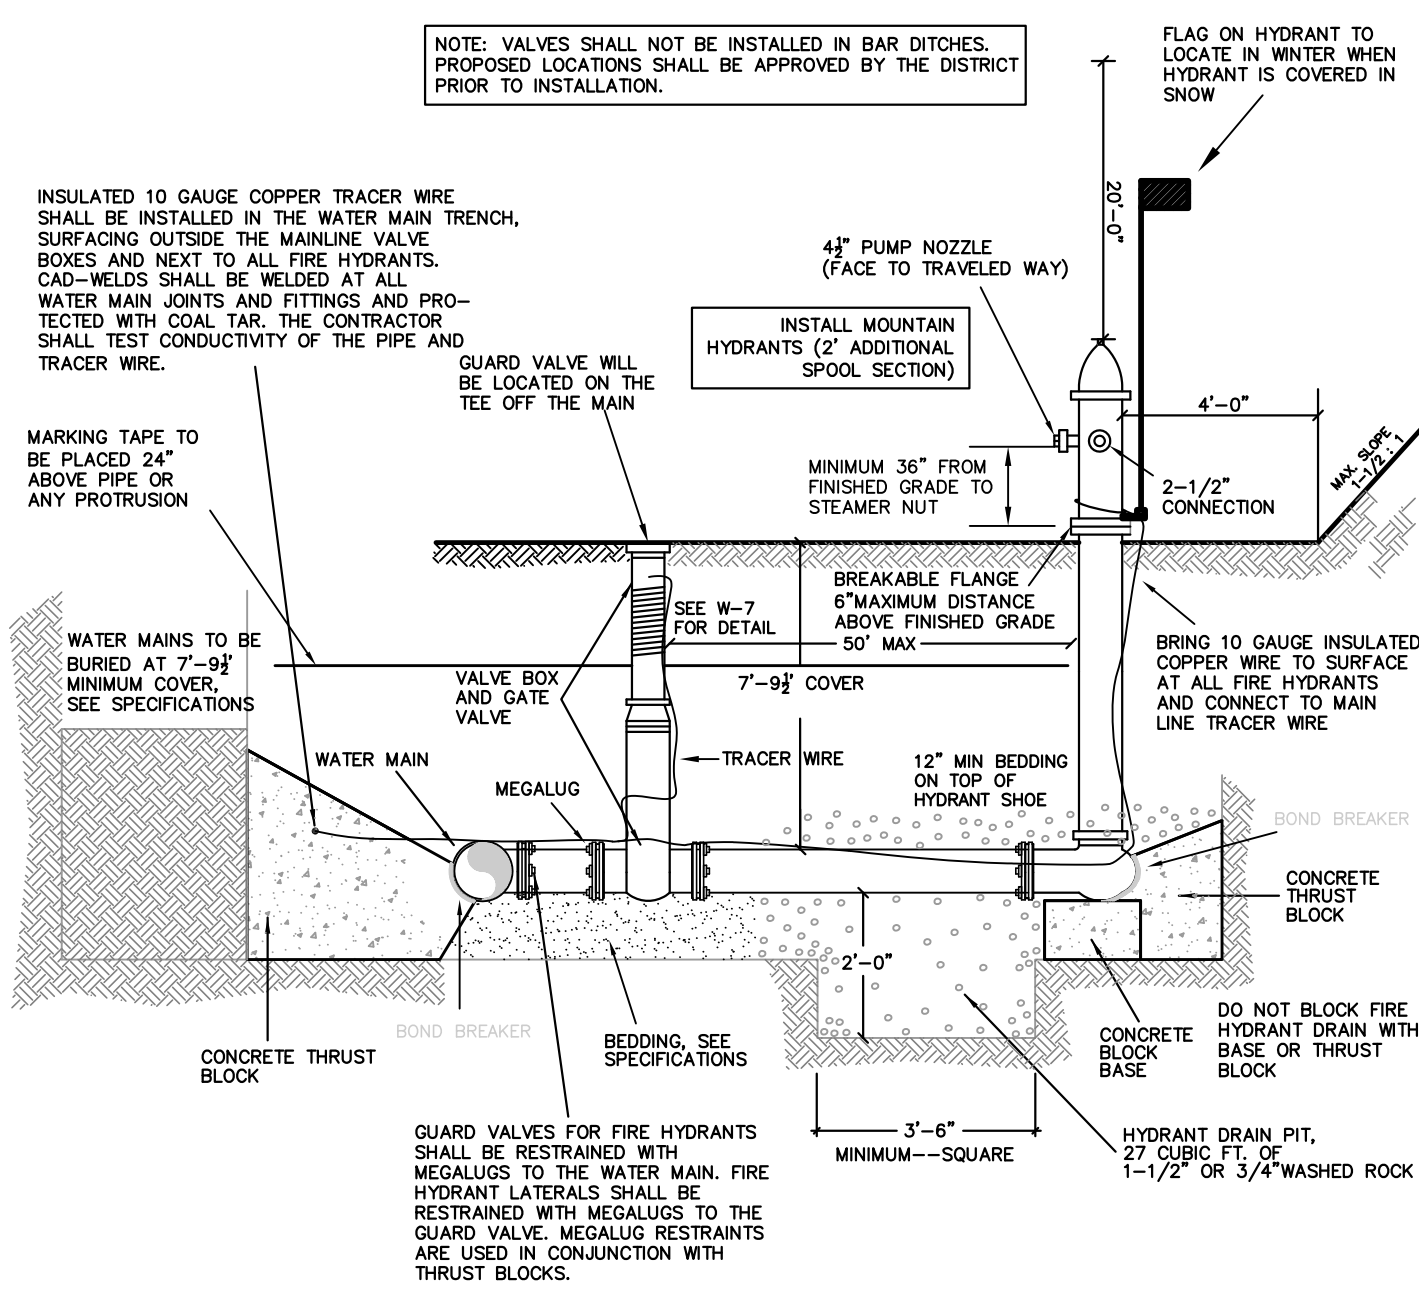 NOTE: VALVES SHALL NOT BE INSTALLED IN BAR DITCHES.
PROPOSED LOCATIONS SHALL BE APPROVED BY THE DISTRICT
PRIOR TO INSTALLATION.
FLAG ON HYDRANT TO
LOCATE IN WINTER WHEN
HYDRANT IS COVERED IN
SNOW
INSULATED 10 GAUGE COPPER TRACER WIRE
SHALL BE INSTALLED IN THE WATER MAIN TRENCH,
SURFACING OUTSIDE THE MAINLINE VALVE
BOXES AND NEXT TO ALL FIRE HYDRANTS.
CAD-WELDS SHALL BE WELDED AT ALL
WATER MAIN JOINTS AND FITTINGS AND PRO-
TECTED WITH COAL TAR. THE CONTRACTOR
SHALL TEST CONDUCTIVITY OF THE PIPE AND
TRACER WIRE.
20'-0"
4½" PUMP NOZZLE
(FACE TO TRAVELED WAY)
INSTALL MOUNTAIN
HYDRANTS (2' ADDITIONAL
SPOOL SECTION)
GUARD VALVE WILL
BE LOCATED ON THE
TEE OFF THE MAIN
4'-0"
MAX. SLOPE
1-1/2 : 1
MARKING TAPE TO
BE PLACED 24"
ABOVE PIPE OR
ANY PROTRUSION
MINIMUM 36" FROM
FINISHED GRADE TO
STEAMER NUT
2-1/2"
CONNECTION
BREAKABLE FLANGE
6"MAXIMUM DISTANCE
ABOVE FINISHED GRADE
SEE W-7
FOR DETAIL
50' MAX
WATER MAINS TO BE
BURIED AT 7'-9½'
MINIMUM COVER,
SEE SPECIFICATIONS
BRING 10 GAUGE INSULATED
COPPER WIRE TO SURFACE
AT ALL FIRE HYDRANTS
AND CONNECT TO MAIN
LINE TRACER WIRE
VALVE BOX
AND GATE
VALVE
7'-9½' COVER
WATER MAIN
MEGALUG
TRACER WIRE
12" MIN BEDDING
ON TOP OF
HYDRANT SHOE
BOND BREAKER
CONCRETE
THRUST
BLOCK
2'-0"
BOND BREAKER
CONCRETE THRUST
BLOCK
BEDDING, SEE
SPECIFICATIONS
CONCRETE
BLOCK
BASE
DO NOT BLOCK FIRE
HYDRANT DRAIN WITH
BASE OR THRUST
BLOCK
3'-6"
MINIMUM--SQUARE
HYDRANT DRAIN PIT,
27 CUBIC FT. OF
1-1/2" OR 3/4"WASHED ROCK
GUARD VALVES FOR FIRE HYDRANTS
SHALL BE RESTRAINED WITH
MEGALUGS TO THE WATER MAIN. FIRE
HYDRANT LATERALS SHALL BE
RESTRAINED WITH MEGALUGS TO THE
GUARD VALVE. MEGALUG RESTRAINTS
ARE USED IN CONJUNCTION WITH
THRUST BLOCKS.